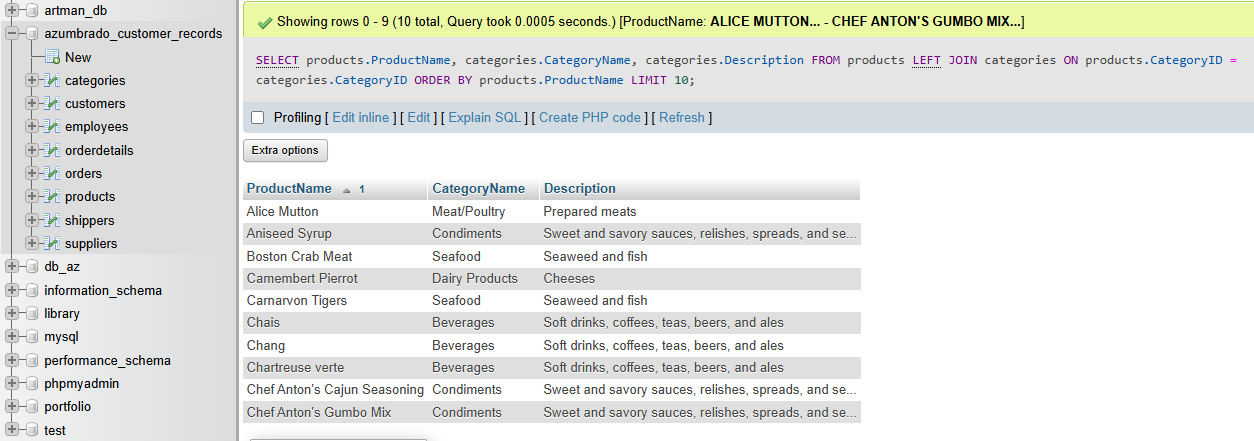 artman_db
azumbrado_customer_records
New
categories
customers
employees
orderdetails
orders
products
shippers
suppliers
db_az
information_schema
library
mysql
performance_schema
phpmyadmin
portfolio
test
Showing rows 0 - 9 (10 total, Query took 0.0005 seconds.) [ProductName: ALICE MUTTON... - CHEF ANTON'S GUMBO MIX...]
SELECT products.ProductName, categories.CategoryName, categories.Description FROM products LEFT JOIN categories ON products.CategoryID =
categories.CategoryID ORDER BY products.ProductName LIMIT 10;
Profiling [ Edit inline ] [ Edit ] [ Explain SQL ] [ Create PHP code ] [ Refresh ]
Extra options
ProductName 1 CategoryName Description
Alice Mutton Meat/Poultry Prepared meats
Aniseed Syrup Condiments Sweet and savory sauces, relishes, spreads, and se...
Boston Crab Meat Seafood Seaweed and fish
Camembert Pierrot Dairy Products Cheeses
Carnarvon Tigers Seafood Seaweed and fish
Chais Beverages Soft drinks, coffees, teas, beers, and ales
Chang Beverages Soft drinks, coffees, teas, beers, and ales
Chartreuse verte Beverages Soft drinks, coffees, teas, beers, and ales
Chef Anton's Cajun Seasoning Condiments Sweet and savory sauces, relishes, spreads, and se...
Chef Anton's Gumbo Mix Condiments Sweet and savory sauces, relishes, spreads, and se...